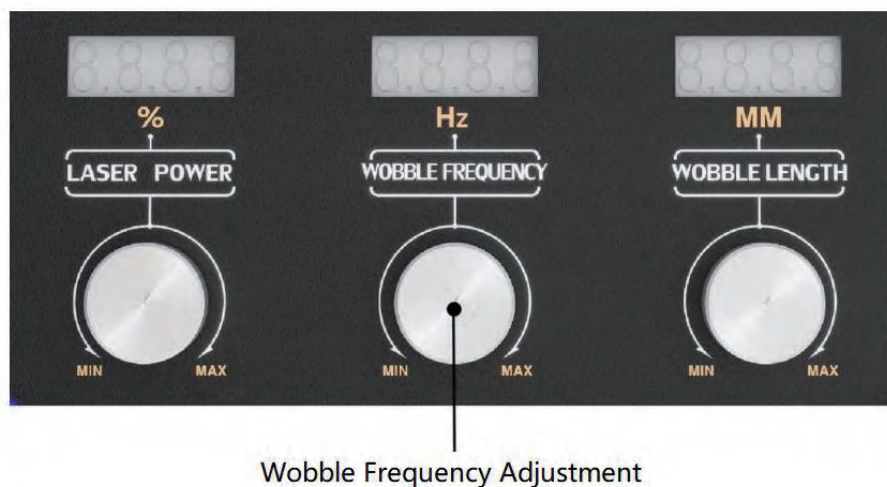 % Hz MM
LASER POWER WOBBLE FREQUENCY WOBBLE LENGTH
MIN MAX MIN MAX MIN MAX
Wobble Frequency Adjustment